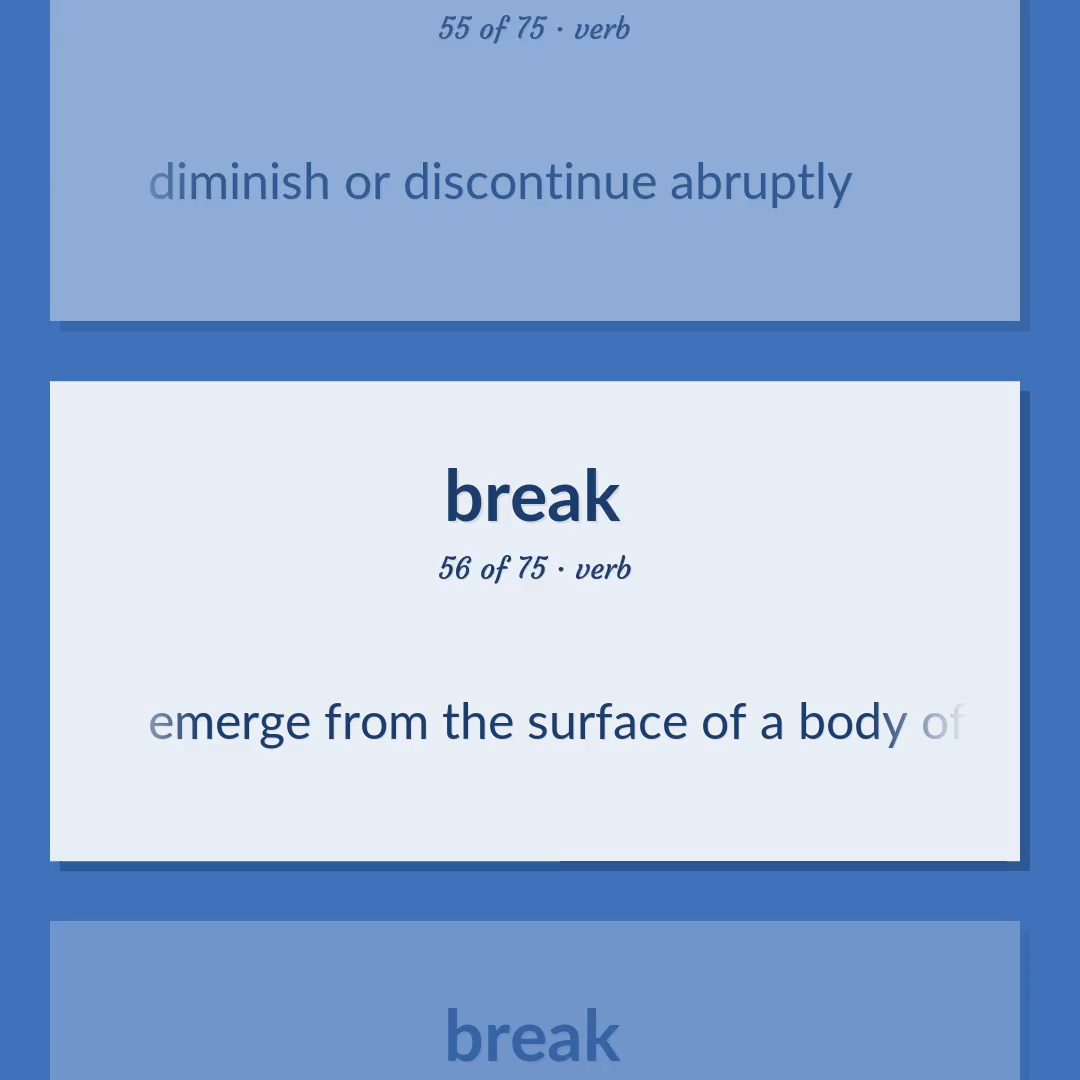 55 of 75 · verb
diminish or discontinue abruptly
break
56 of 75 · verb
emerge from the surface of a body of
break